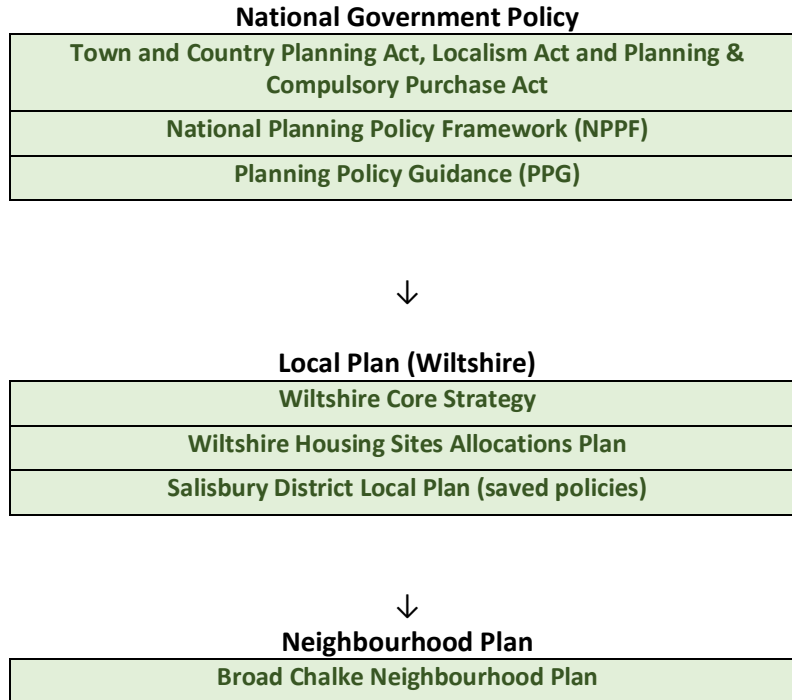 National Government Policy
Town and Country Planning Act, Localism Act and Planning &
Compulsory Purchase Act
National Planning Policy Framework (NPPF)
Planning Policy Guidance (PPG)
↓
Local Plan (Wiltshire)
Wiltshire Core Strategy
Wiltshire Housing Sites Allocations Plan
Salisbury District Local Plan (saved policies)
↓
Neighbourhood Plan
Broad Chalke Neighbourhood Plan